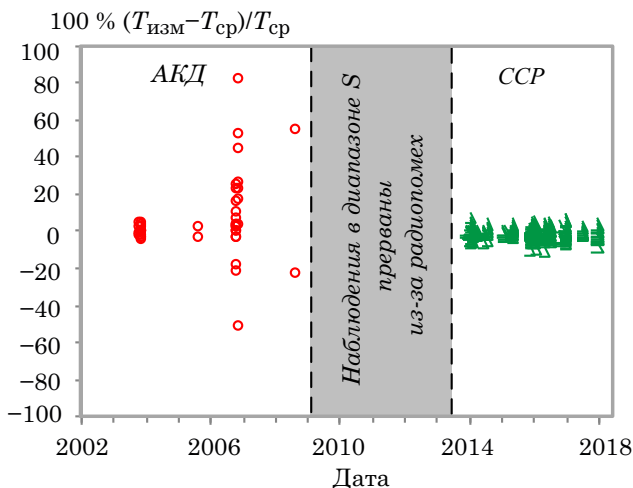 100 % (Tизм−Tср)/Tср
100
80
60
40
20
0
−20
−40
−60
−80
−100
АКД
Наблюдения в диапазоне S
прерваны
из-за радиопомех
ССР
2002
2006
2010
2014
2018
Дата